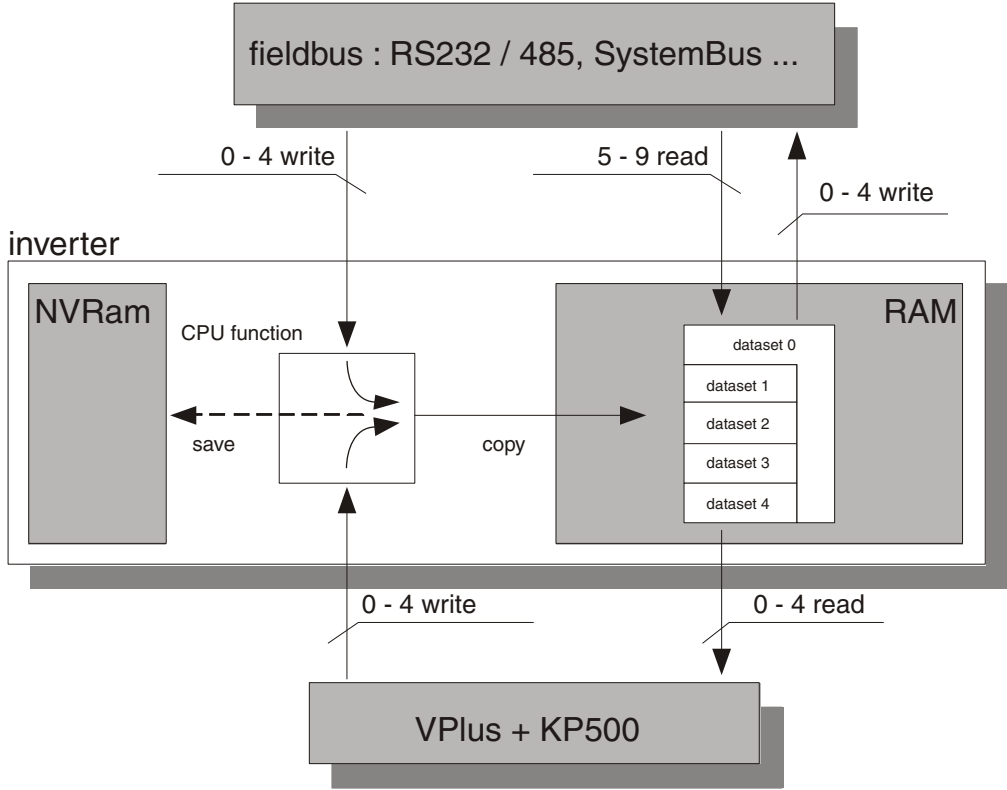 fieldbus : RS232 / 485, SystemBus ...
0 - 4 write
5 - 9 read
0 - 4 write
inverter
NVRam
CPU function
RAM
dataset 0
dataset 1
dataset 2
dataset 3
dataset 4
save
copy
0 - 4 write
0 - 4 read
VPlus + KP500